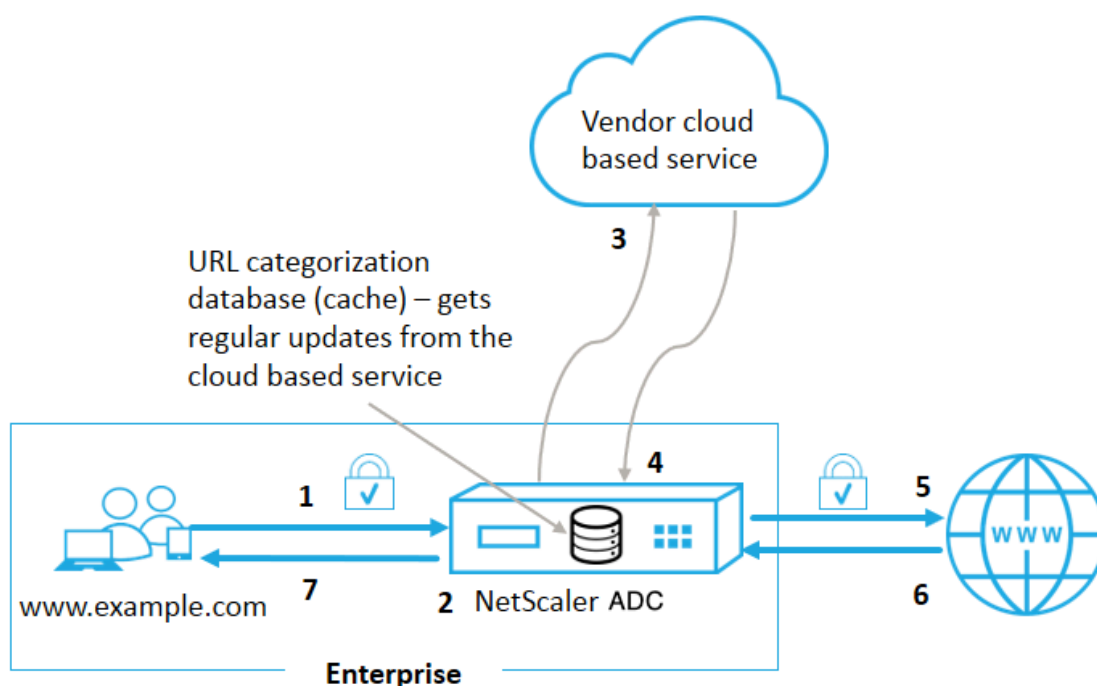 Vendor cloud
based service
3
URL categorization
database (cache) – gets
regular updates from the
cloud based service
4
1
5
www
7
2
NetScaler ADC
6
www.example.com
Enterprise